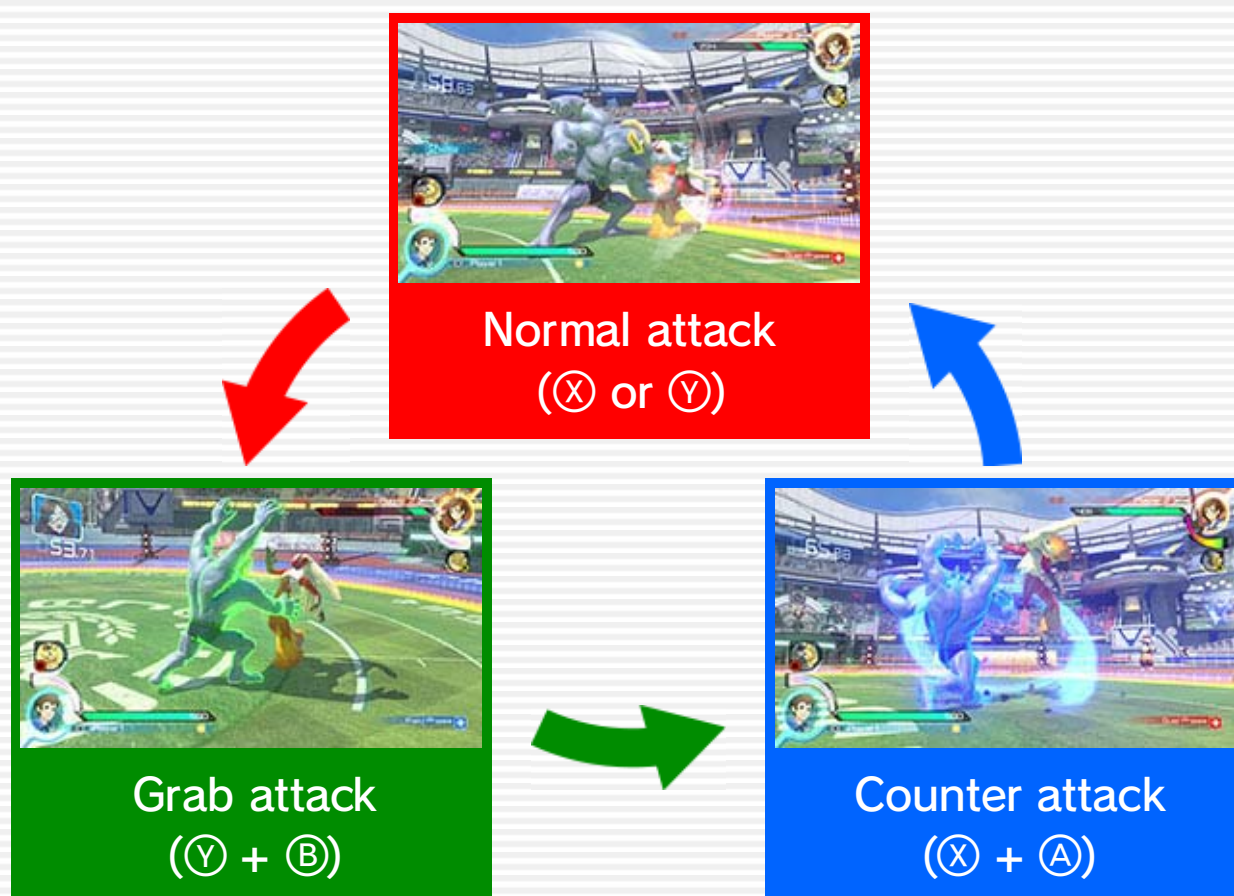 Normal attack
(Ⓧ or Ⓨ)
Grab attack
(Ⓨ + Ⓑ)
Counter attack
(Ⓧ + Ⓐ)